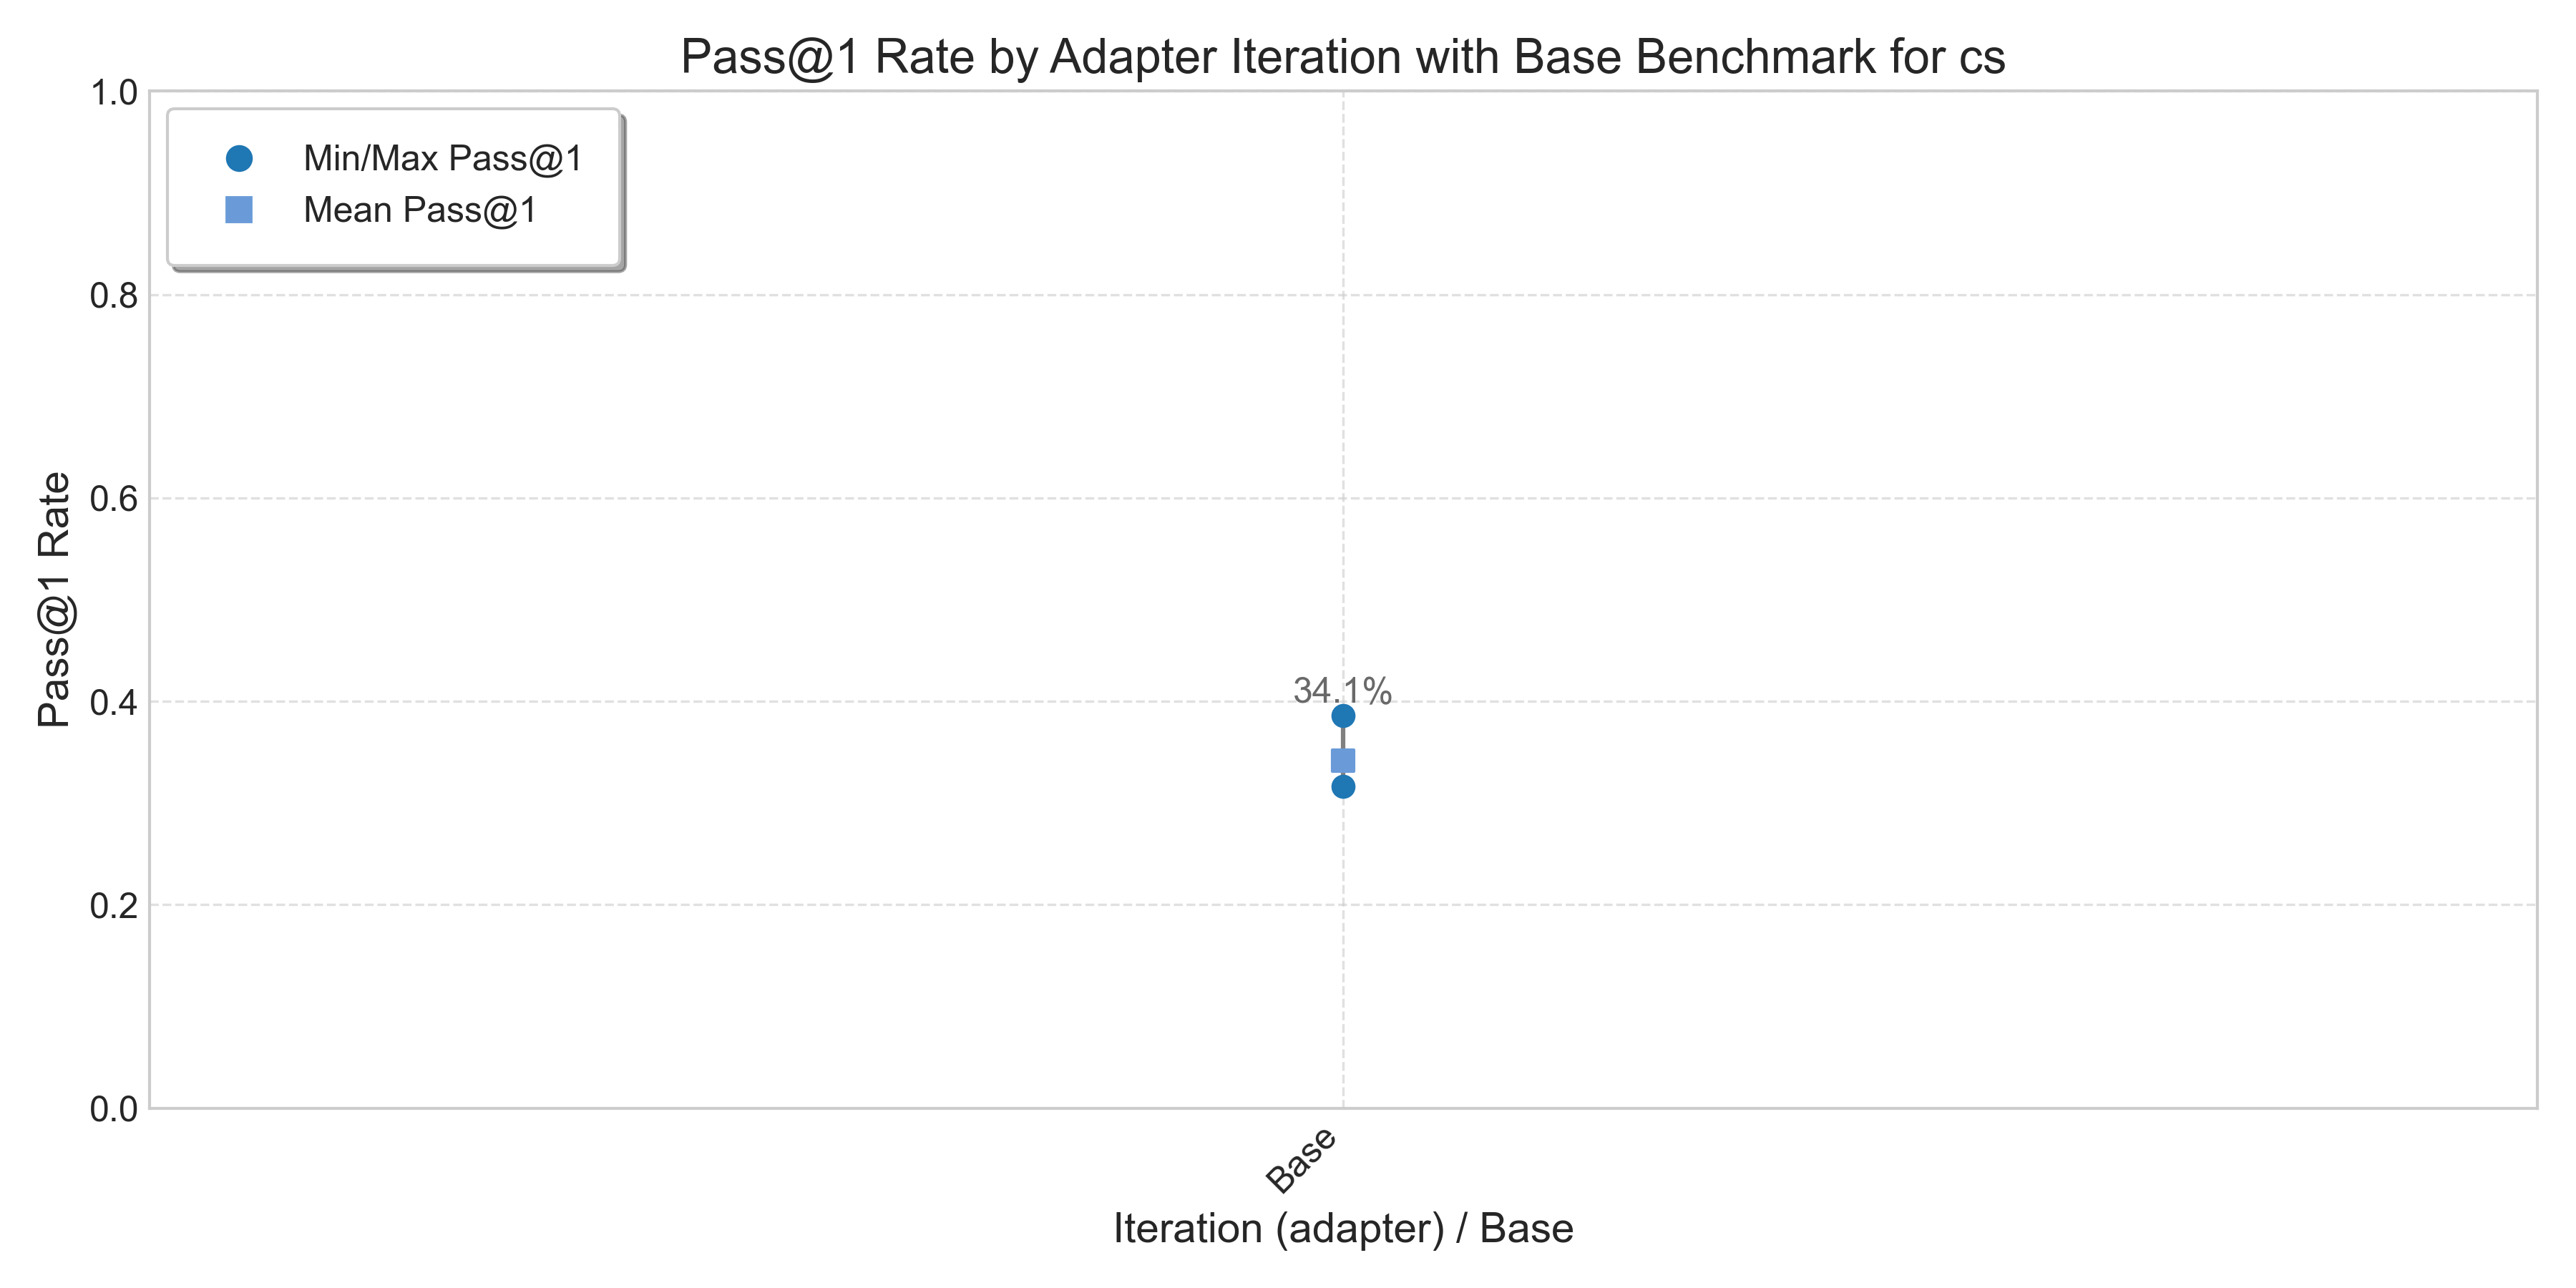 Pass@1 Rate by Adapter Iteration with Base Benchmark for cs
1.0
Min/Max Pass@1
Mean Pass@1
0.8
0.6
Pass@1 Rate
34.1%
0.4
0.2
0.0
Base
Iteration (adapter) / Base